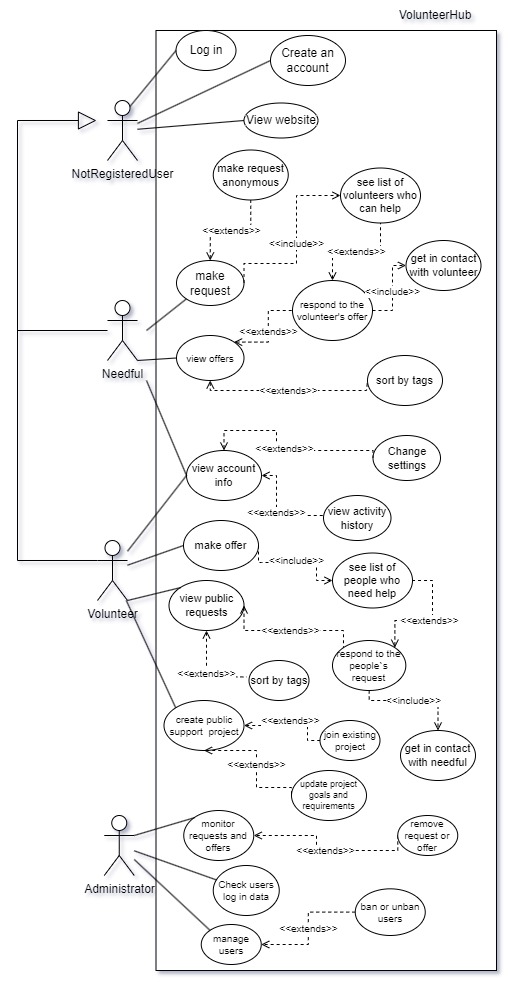 VolunteerHub
Log in
Create an
account
View website
NotRegisteredUser
make request
anonymous
see list of
volunteers who
can help
<<extends>>
<<include>>
<<extends>>
get in contact
with volunteer
make
request
<<include>>
respond to the
volunteer's offer
<<extends>>
view offers
Needful
sort by tags
<<extends>>
Change
settings
<<extends>>
view account
info
view activity
history
<<extends>>
make offer
<<include>>
see list of
people who
need help
Volunteer
view public
requests
<<extends>>
<<extends>>
respond to the
people`s
request
<<extends>>
sort by tags
<<include>>
create public
support project
<<extends>>
join existing
project
get in contact
with needful
<<extends>>
update project
goals and
requirements
monitor
requests and
offers
remove
request or
offer
<<extends>>
Administrator
Check users
log in data
ban or unban
users
<<extends>>
manage
users